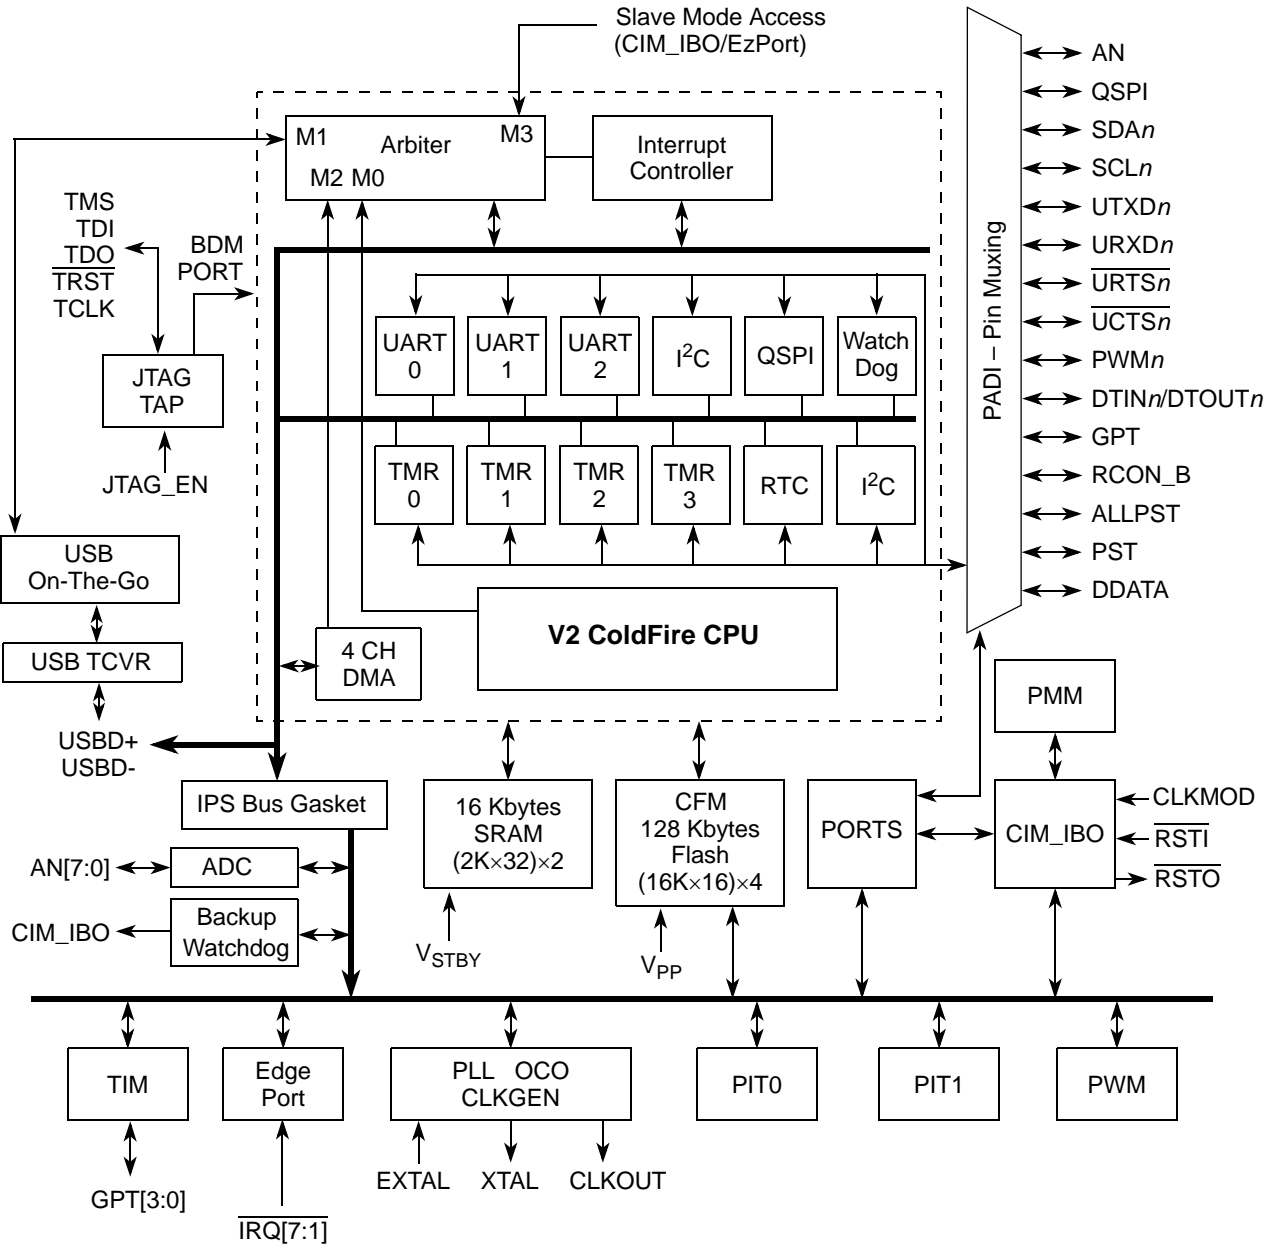 Slave Mode Access
(CIM_IBO/EzPort)
M1
Arbiter
M3
M2 M0
Interrupt
Controller
TMS
TDI
TDO
TRST
TCLK
BDM
PORT
JTAG
TAP
JTAG_EN
UART
0
UART
1
UART
2
I²C
QSPI
Watch
Dog
TMR
0
TMR
1
TMR
2
TMR
3
RTC
I²C
V2 ColdFire CPU
4 CH
DMA
USB
On-The-Go
USB TCVR
USBD+
USBD-
PADI – Pin Muxing
AN
QSPI
SDAn
SCLn
UTXDn
URXDn
URTSn
UCTSn
PWMn
DTINn/DTOUTn
GPT
RCON_B
ALLPST
PST
DDATA
PMM
IPS Bus Gasket
16 Kbytes
SRAM
(2K×32)×2
CFM
128 Kbytes
Flash
(16K×16)×4
PORTS
CIM_IBO
CLKMOD
RSTI
RSTO
AN[7:0]
ADC
CIM_IBO
Backup
Watchdog
VSTBY
VPP
TIM
Edge
Port
PLL OCO
CLKGEN
PIT0
PIT1
PWM
GPT[3:0]
IRQ[7:1]
EXTAL
XTAL
CLKOUT